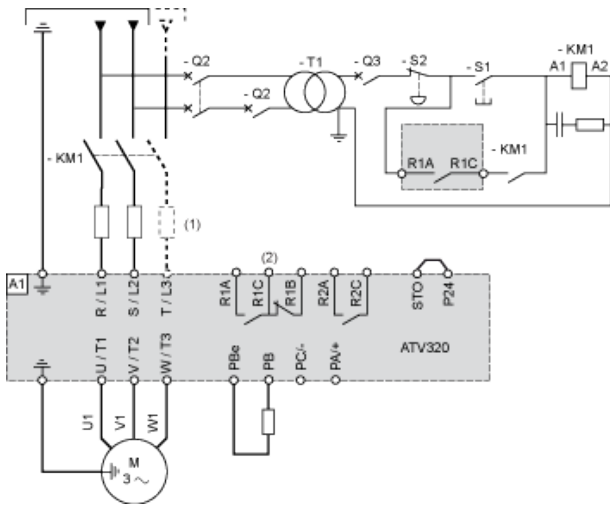 - Q2
- T1
- Q3
- S2
- S1
- KM1
A1
A2
- Q2
- KM1
R1A
R1C
- KM1
(1)
(2)
A1
R / L1
S / L2
T / L3
R1A
R1C
R1B
R2A
R2C
STO
P24
ATV320
U / T1
V / T2
W / T3
PBe
PB
PC/-
PA/+
U1
V1
W1
M
3 ~